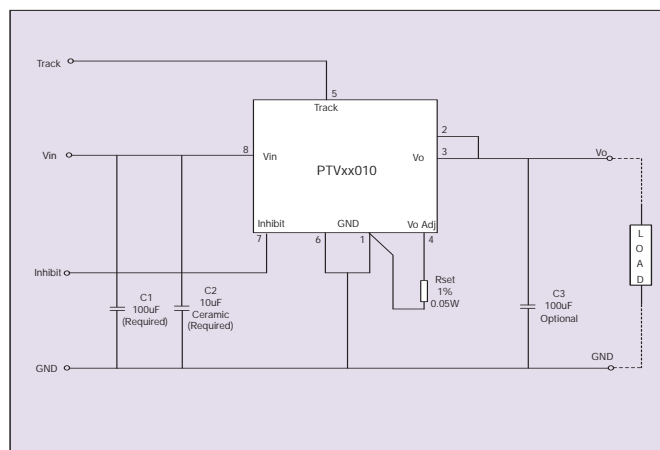 Track
5
Track
2
3
Vin
8
Vin
Vo
Vo
PTVxx010
Inhibit
GND
Vo Adj
7
6
1
4
L
O
A
D
Inhibit
Rset
1%
0.05W
C1
100uF
(Required)
C2
10uF
Ceramic
(Required)
C3
100uF
Optional
GND
GND